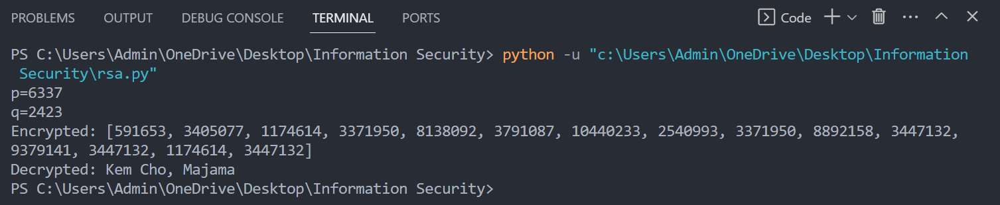 PROBLEMS OUTPUT DEBUG CONSOLE TERMINAL PORTS Code
PS C:\Users\Admin\OneDrive\Desktop\Information Security> python -u "c:\Users\Admin\OneDrive\Desktop\Information
Security\rsa.py"
p=6337
q=2423
Encrypted: [591653, 3405077, 1174614, 3371950, 8138092, 3791087, 10440233, 2540993, 3371950, 8892158, 3447132,
9379141, 3447132, 1174614, 3447132]
Decrypted: Kem Cho, Majama
PS C:\Users\Admin\OneDrive\Desktop\Information Security>